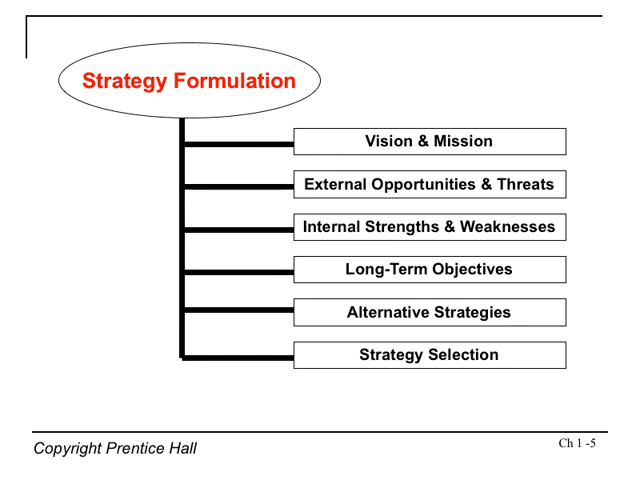 Strategy Formulation
Vision & Mission
External Opportunities & Threats
Internal Strengths & Weaknesses
Long-Term Objectives
Alternative Strategies
Strategy Selection
Copyright Prentice Hall
Ch 1 -5